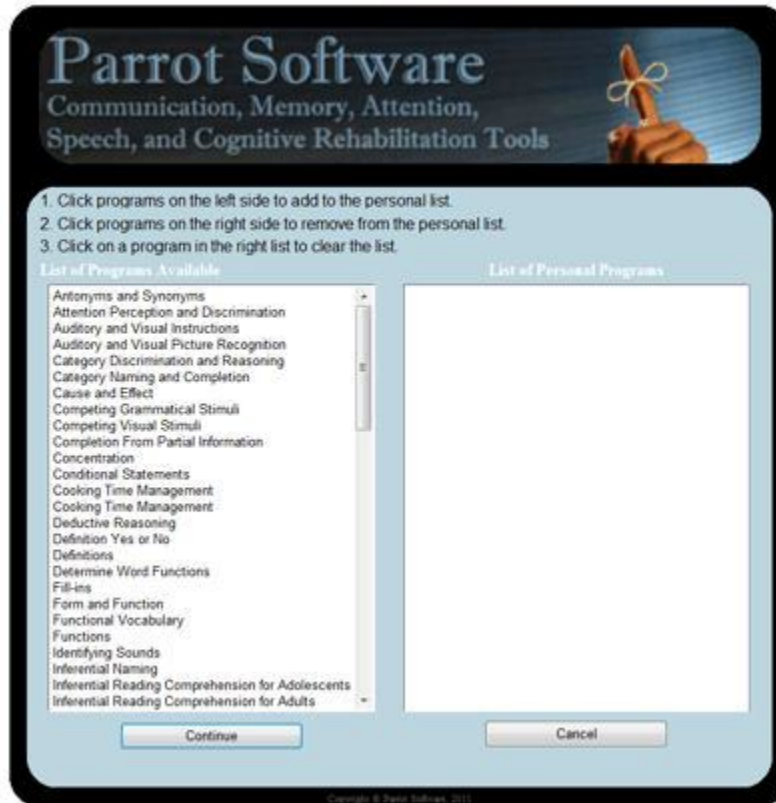 Parrot Software
Communication, Memory, Attention,
Speech, and Cognitive Rehabilitation Tools
1. Click programs on the left side to add to the personal list.
2. Click programs on the right side to remove from the personal list.
3. Click on a program in the right list to clear the list.
List of Programs Available
List of Personal Programs
Antonyms and Synonyms
Attention Perception and Discrimination
Auditory and Visual Instructions
Auditory and Visual Picture Recognition
Category Discrimination and Reasoning
Category Naming and Completion
Cause and Effect
Competing Grammatical Stimuli
Competing Visual Stimuli
Completion From Partial Information
Concentration
Conditional Statements
Cooking Time Management
Cooking Time Management
Deductive Reasoning
Definition Yes or No
Definitions
Determine Word Functions
Fill-ins
Form and Function
Functional Vocabulary
Functions
Identifying Sounds
Inferential Naming
Inferential Reading Comprehension for Adolescents
Inferential Reading Comprehension for Adults
Continue
Cancel
Copyright © Parrot Software, 2011